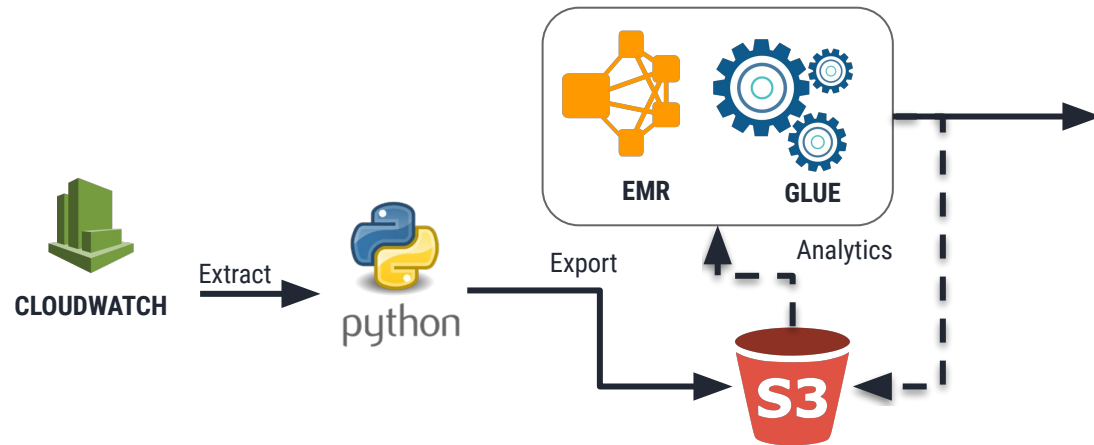 EMR
GLUE
Extract
CLOUDWATCH
python
Export
Analytics
S3